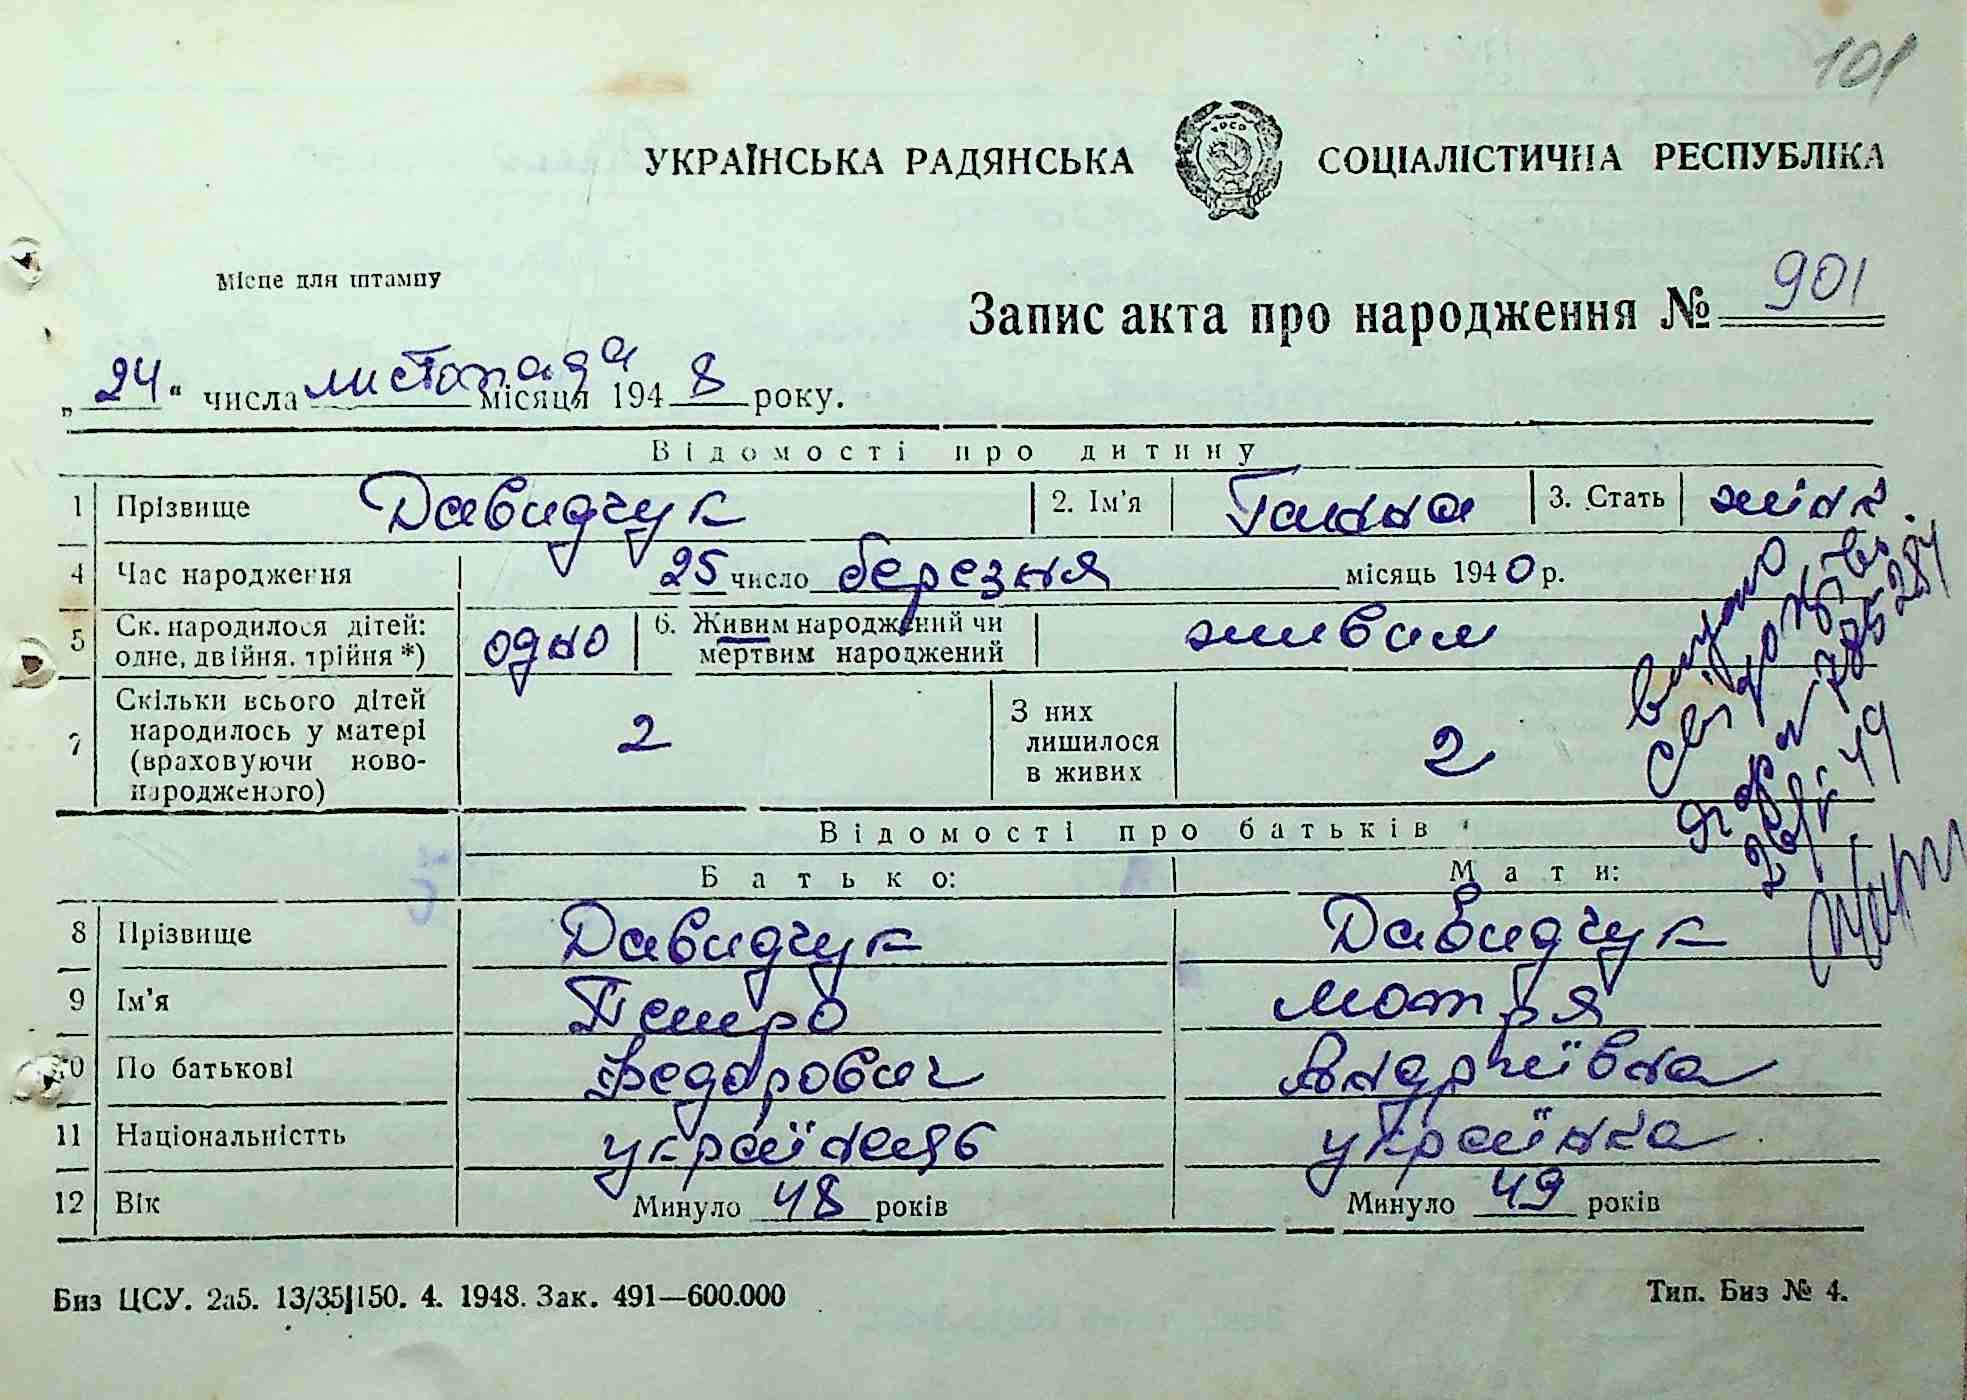 101
УКРАЇНСЬКА РАДЯНСЬКА СОЦІАЛІСТИЧНА РЕСПУБЛІКА
Місце для штампу
Запис акта про народження № 901
„24“ числа листопада місяця 1948 року.
Відомості про дитину
1 Прізвище Давидчук 2. Ім'я Ганна 3. Стать жінк.
4 Час народження 25 число березня місяць 1940 р.
5 Ск. народилося дітей: одне, двійня, трійня *) одно 6. Живим народжений чи мертвим народжений живим
7 Скільки всього дітей народилось у матері (враховуючи новонародженого) 2 З них лишилося в живих 2
видано
Відомості про батьків
Батько: Мати:
8 Прізвище Давидчук Давидчук
9 Ім'я Петро Мотря
10 По батькові Федорович Андріївна
11 Національністть українець українка
12 Вік Минуло 48 років Минуло 49 років
Биз ЦСУ. 2а5. 13/35|150. 4. 1948. Зак. 491—600.000 Тип. Биз № 4.